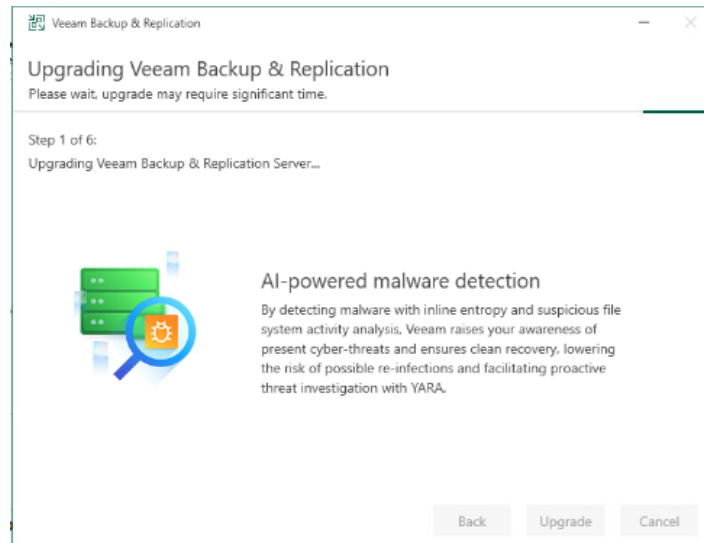 Veeam Backup & Replication
Upgrading Veeam Backup & Replication
Please wait, upgrade may require significant time.
Step 1 of 6:
Upgrading Veeam Backup & Replication Server...
AI-powered malware detection
By detecting malware with inline entropy and suspicious file
system activity analysis, Veeam raises your awareness of
present cyber-threats and ensures clean recovery, lowering
the risk of possible re-infections and facilitating proactive
threat investigation with YARA.
Back Upgrade Cancel